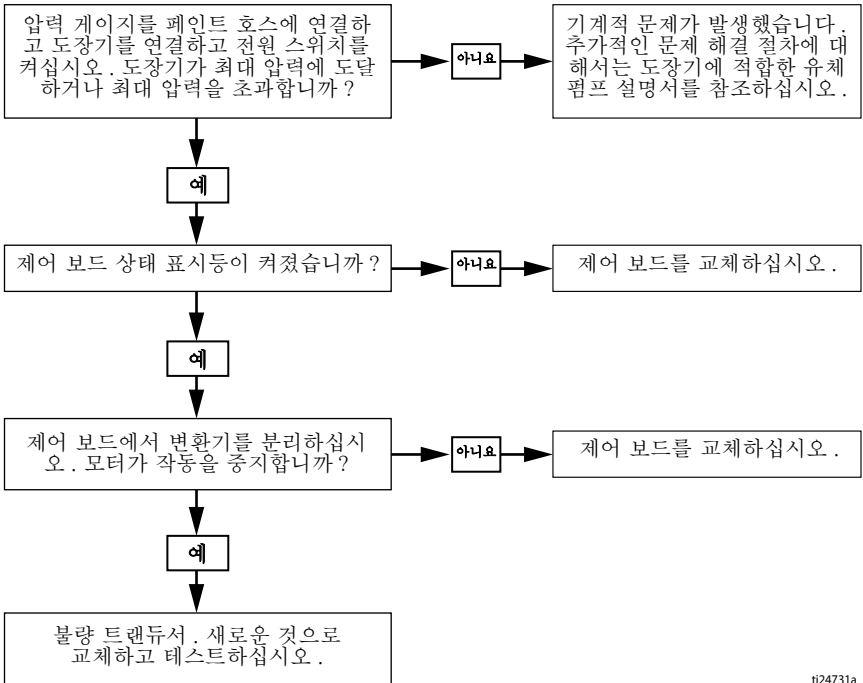 압력 게이지를 페인트 호스에 연결하
고 도장기를 연결하고 전원 스위치를
켜십시오 . 도장기가 최대 압력에 도달
하거나 최대 압력을 초과합니까 ?
아니요
기계적 문제가 발생했습니다 .
추가적인 문제 해결 절차에 대
해서는 도장기에 적합한 유체
펌프 설명서를 참조하십시오 .
예
제어 보드 상태 표시등이 켜졌습니까 ?
아니요
제어 보드를 교체하십시오 .
예
제어 보드에서 변환기를 분리하십시
오 . 모터가 작동을 중지합니까 ?
아니요
제어 보드를 교체하십시오 .
예
불량 트랜듀서 . 새로운 것으로
교체하고 테스트하십시오 .
ti24731a